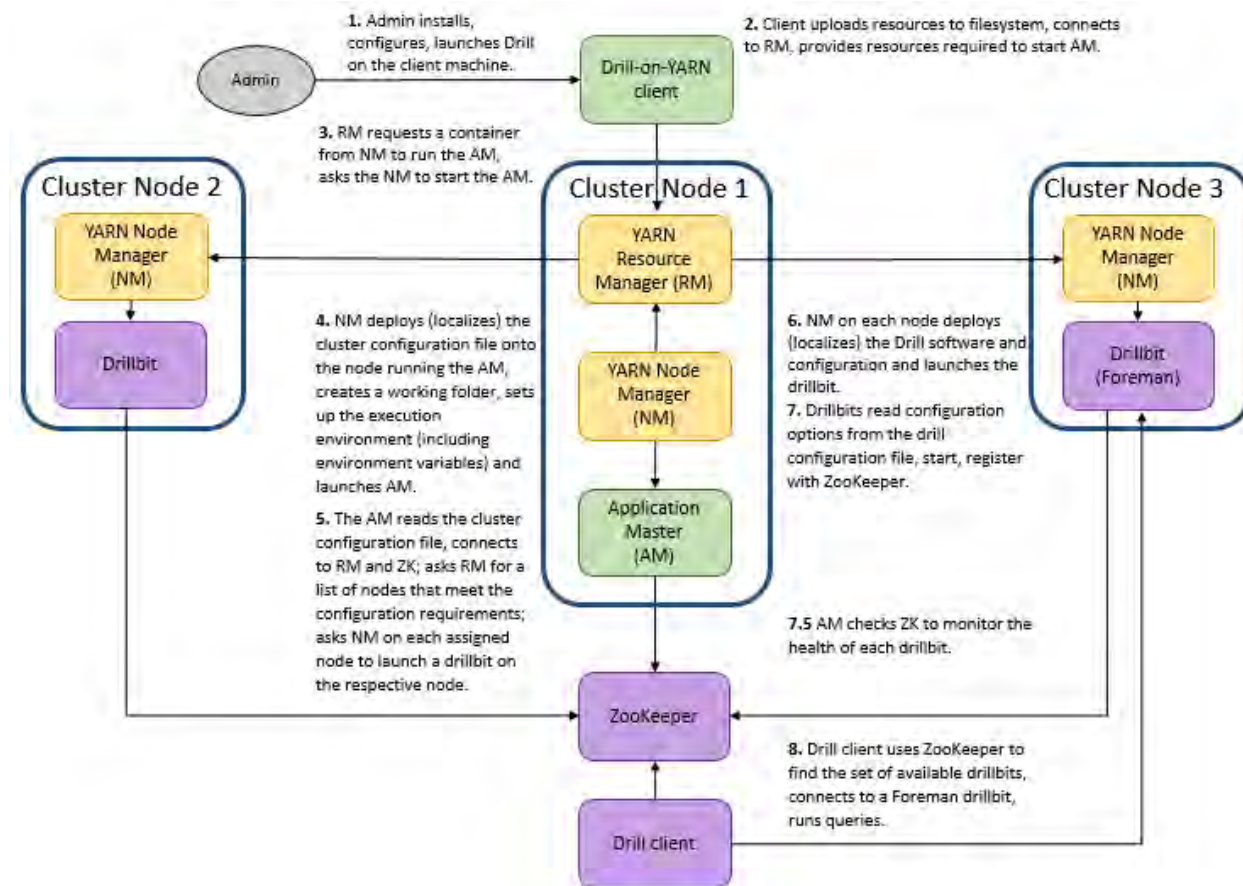 1. Admin installs,
configures, launches Drill
on the client machine.
2. Client uploads resources to filesystem, connects
to RM, provides resources required to start AM.
Admin
Drill-on-YARN
client
3. RM requests a container
from NM to run the AM,
asks the NM to start the AM.
Cluster Node 2
YARN Node
Manager
(NM)
Drillbit
Cluster Node 1
YARN
Resource
Manager (RM)
YARN Node
Manager
(NM)
Application
Master
(AM)
Cluster Node 3
YARN Node
Manager
(NM)
Drillbit
(Foreman)
4. NM deploys (localizes) the
cluster configuration file onto
the node running the AM,
creates a working folder, sets
up the execution
environment (including
environment variables) and
launches AM.
5. The AM reads the cluster
configuration file, connects
to RM and ZK; asks RM for a
list of nodes that meet the
configuration requirements;
asks NM on each assigned
node to launch a drillbit on
the respective node.
6. NM on each node deploys
(localizes) the Drill software and
configuration and launches the
drillbit.
7. Drillbits read configuration
options from the drill
configuration file, start, register
with ZooKeeper.
7.5 AM checks ZK to monitor the
health of each drillbit.
ZooKeeper
8. Drill client uses ZooKeeper to
find the set of available drillbits,
connects to a Foreman drillbit,
runs queries.
Drill client